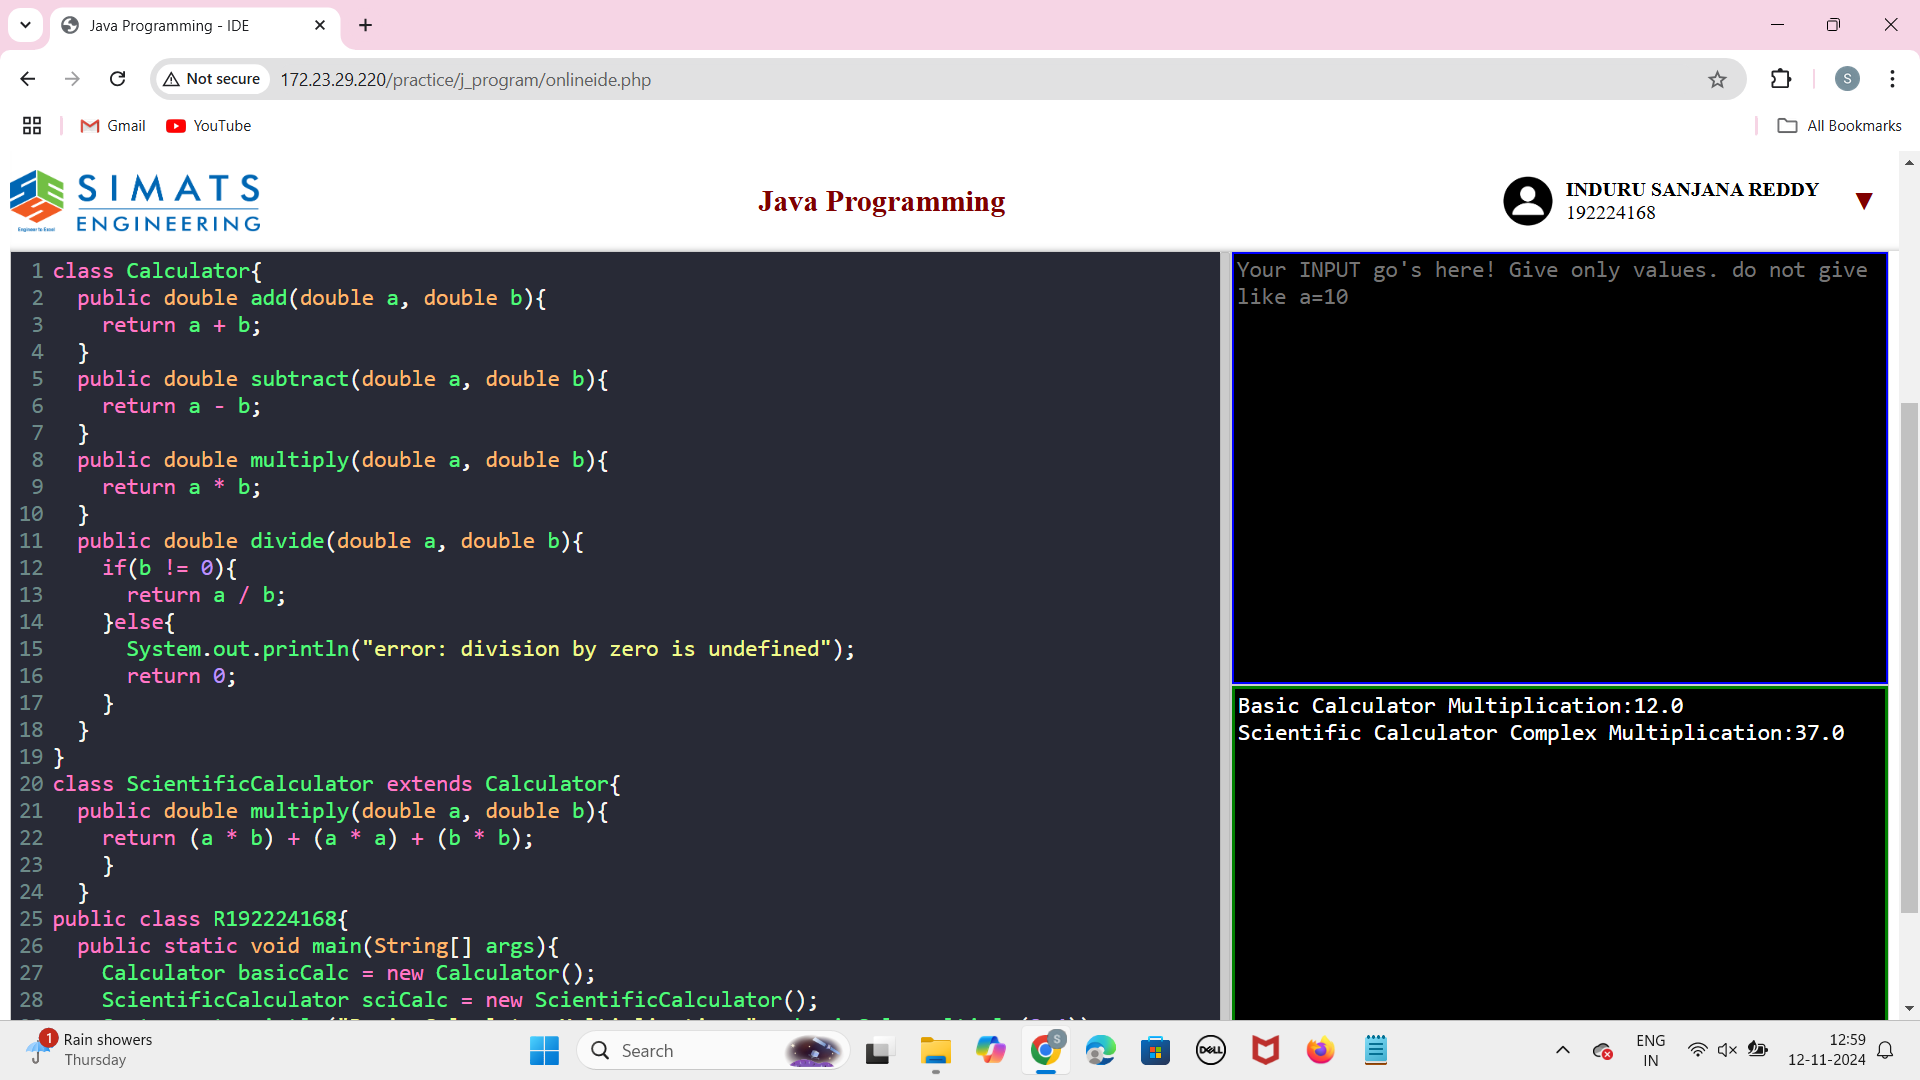 Java Programming - IDE
Not secure
172.23.29.220/practice/j_program/onlineide.php
S
Gmail
YouTube
All Bookmarks
SIMATS
ENGINEERING
Engineer to Excel
Java Programming
INDURU SANJANA REDDY
192224168
1 class Calculator{
2   public double add(double a, double b){
3     return a + b;
4   }
5   public double subtract(double a, double b){
6     return a - b;
7   }
8   public double multiply(double a, double b){
9     return a * b;
10   }
11   public double divide(double a, double b){
12     if(b != 0){
13       return a / b;
14     }else{
15       System.out.println("error: division by zero is undefined");
16       return 0;
17     }
18   }
19 }
20 class ScientificCalculator extends Calculator{
21   public double multiply(double a, double b){
22     return (a * b) + (a * a) + (b * b);
23     }
24   }
25 public class R192224168{
26   public static void main(String[] args){
27     Calculator basicCalc = new Calculator();
28     ScientificCalculator sciCalc = new ScientificCalculator();
Your INPUT go's here! Give only values. do not give
like a=10
Basic Calculator Multiplication:12.0
Scientific Calculator Complex Multiplication:37.0
1
Rain showers
Thursday
Search
S
DELL
ENG
IN
12:59
12-11-2024